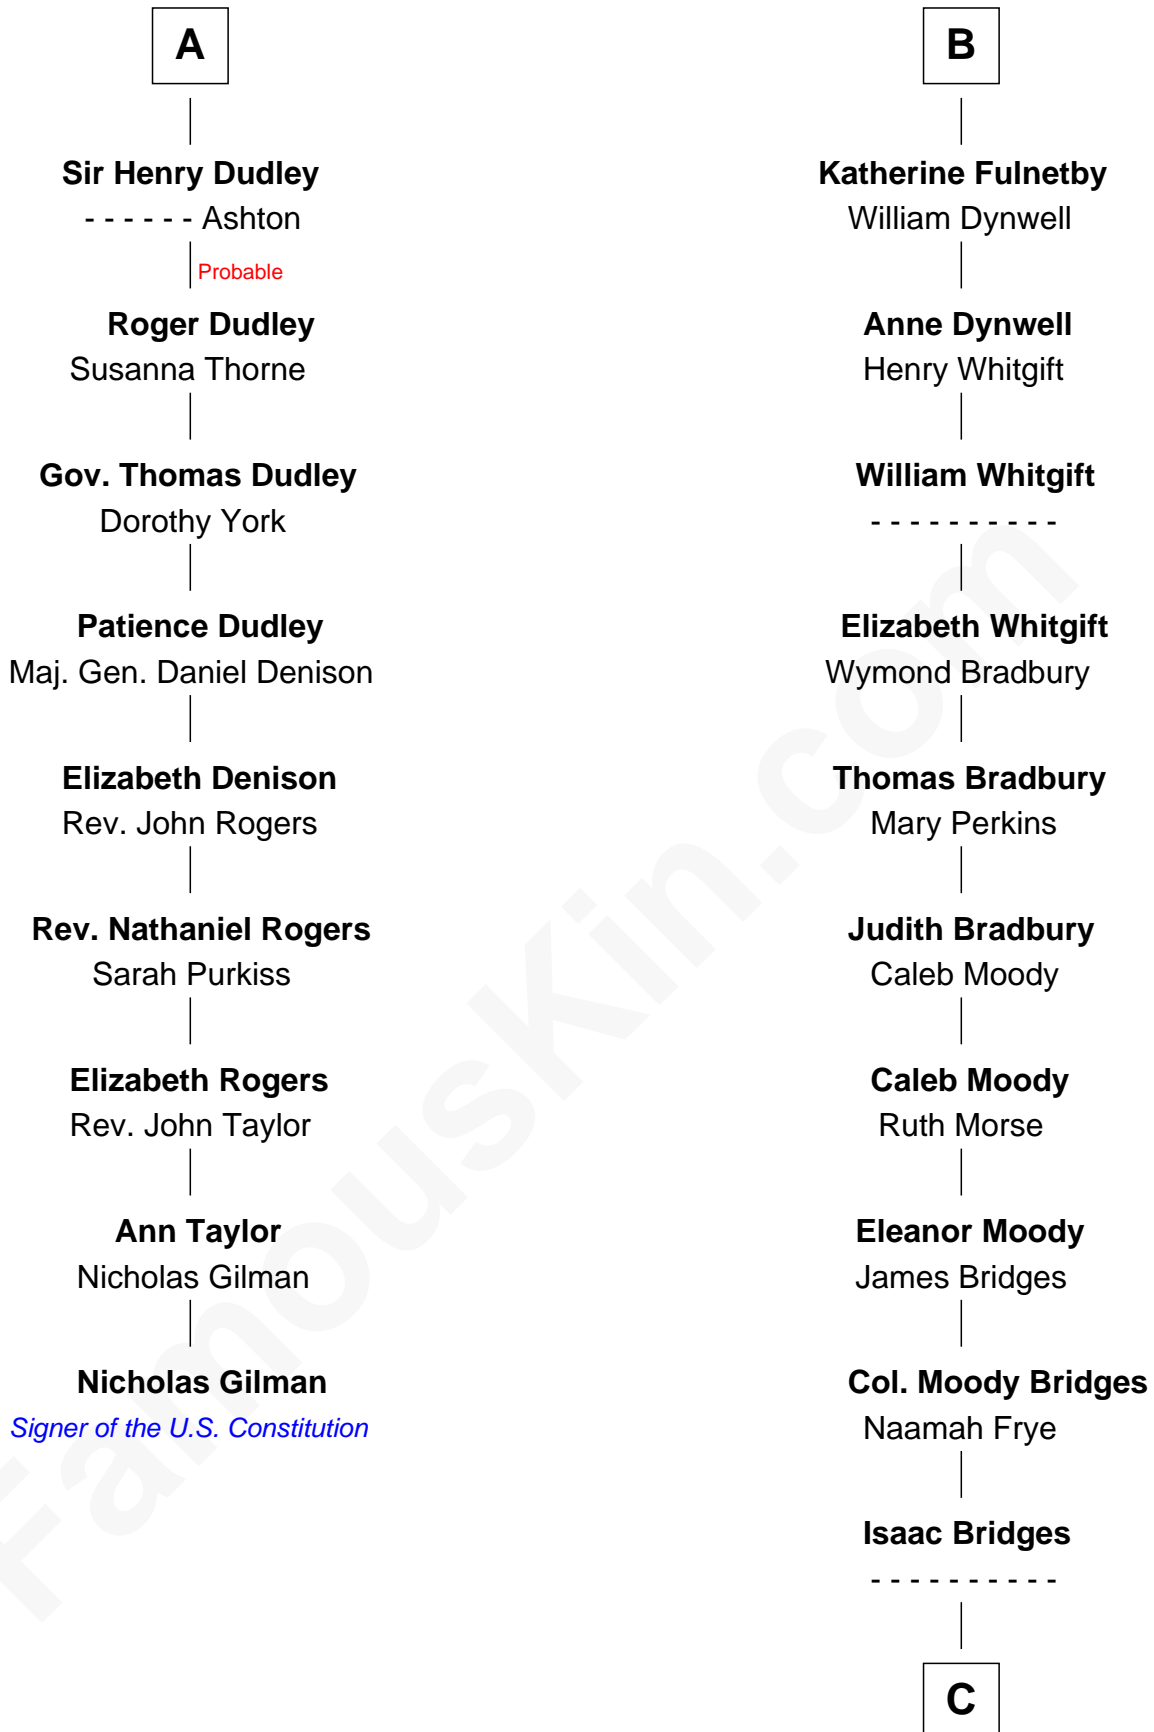 A
Sir Henry Dudley
- - - - - - Ashton
Probable
Roger Dudley
Susanna Thorne
Gov. Thomas Dudley
Dorothy York
Patience Dudley
Maj. Gen. Daniel Denison
Elizabeth Denison
Rev. John Rogers
Rev. Nathaniel Rogers
Sarah Purkiss
Elizabeth Rogers
Rev. John Taylor
Ann Taylor
Nicholas Gilman
Nicholas Gilman
Signer of the U.S. Constitution
B
Katherine Fulnetby
William Dynwell
Anne Dynwell
Henry Whitgift
William Whitgift
- - - - - - - - - -
Elizabeth Whitgift
Wymond Bradbury
Thomas Bradbury
Mary Perkins
Judith Bradbury
Caleb Moody
Caleb Moody
Ruth Morse
Eleanor Moody
James Bridges
Col. Moody Bridges
Naamah Frye
Isaac Bridges
- - - - - - - - - -
C
FamousKin.com